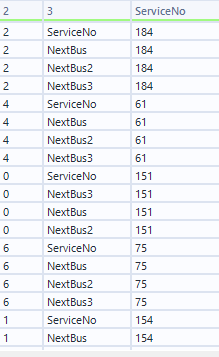 2 3 ServiceNo
2 ServiceNo 184
2 NextBus 184
2 NextBus2 184
2 NextBus3 184
4 ServiceNo 61
4 NextBus 61
4 NextBus2 61
4 NextBus3 61
0 ServiceNo 151
0 NextBus3 151
0 NextBus 151
0 NextBus2 151
6 ServiceNo 75
6 NextBus 75
6 NextBus2 75
6 NextBus3 75
1 ServiceNo 154
1 NextBus 154